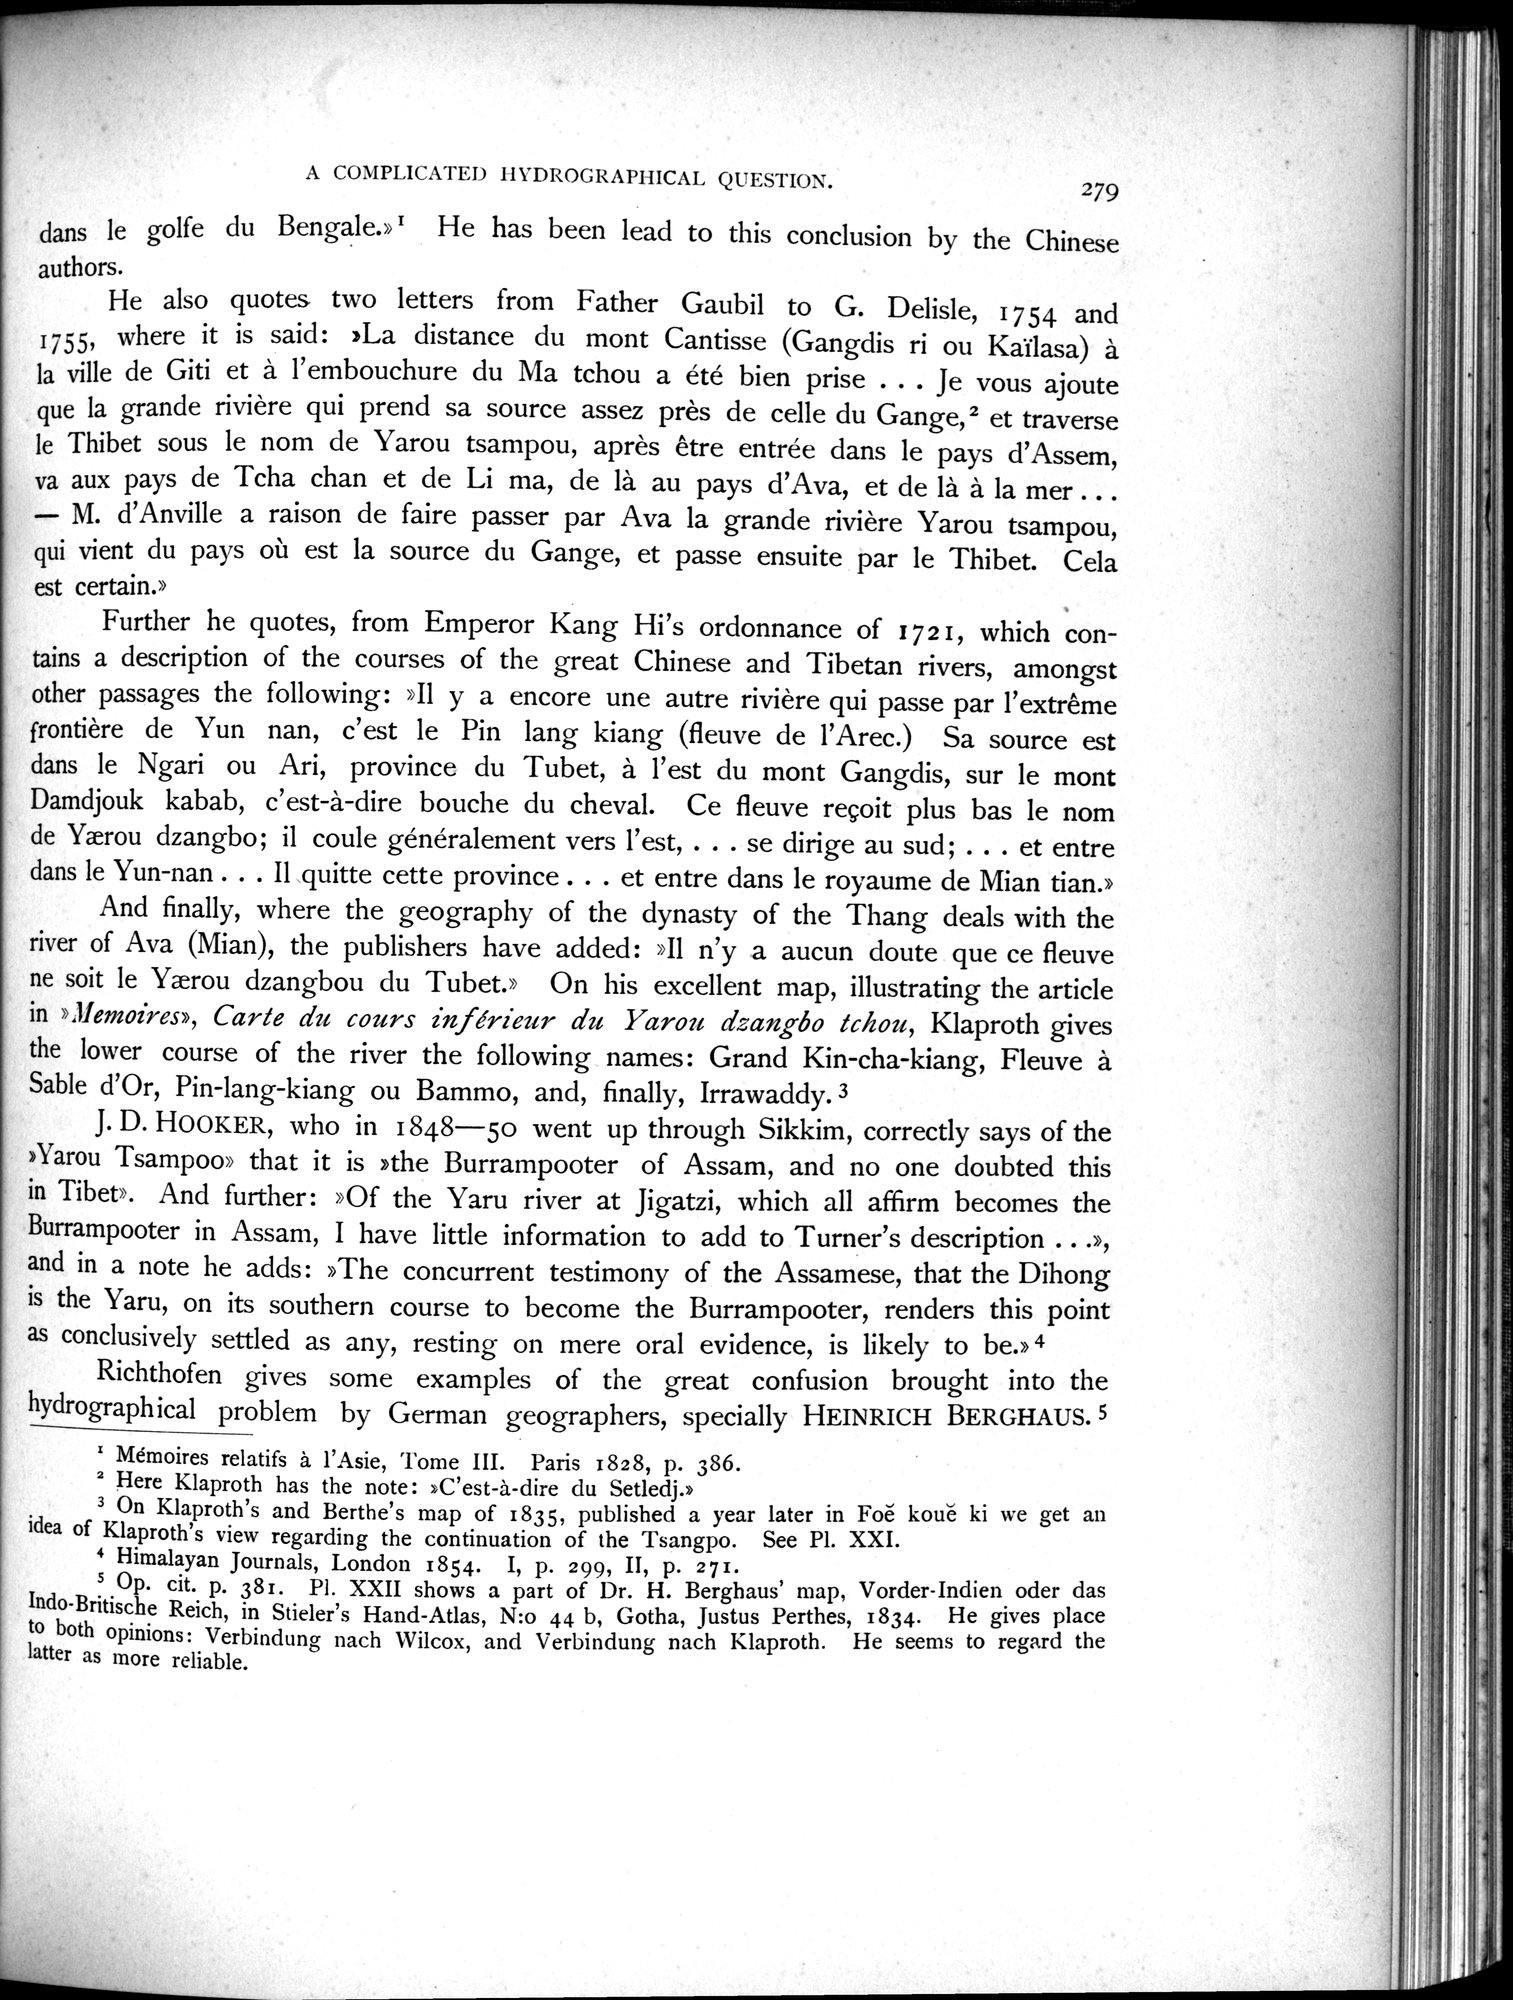 A COMPLICATED HYDROGRAPHICAL QUESTION.
279
dans le golfe du Bengale.»¹ He has been lead to this conclusion by the Chinese
authors.
He also quotes two letters from Father Gaubil to G. Delisle, 1754 and
1755, where it is said: »La distance du mont Cantisse (Gangdis ri ou Kaïlasa) à
la ville de Giti et à l'embouchure du Ma tchou a été bien prise . . . Je vous ajoute
que la grande rivière qui prend sa source assez près de celle du Gange,² et traverse
le Thibet sous le nom de Yarou tsampou, après être entrée dans le pays d'Assem,
va aux pays de Tcha chan et de Li ma, de là au pays d'Ava, et de là à la mer . . .
— M. d'Anville a raison de faire passer par Ava la grande rivière Yarou tsampou,
qui vient du pays où est la source du Gange, et passe ensuite par le Thibet. Cela
est certain.»
Further he quotes, from Emperor Kang Hi's ordonnance of 1721, which con-
tains a description of the courses of the great Chinese and Tibetan rivers, amongst
other passages the following: »Il y a encore une autre rivière qui passe par l'extrême
frontière de Yun nan, c'est le Pin lang kiang (fleuve de l'Arec.) Sa source est
dans le Ngari ou Ari, province du Tubet, à l'est du mont Gangdis, sur le mont
Damdjouk kabab, c'est-à-dire bouche du cheval. Ce fleuve reçoit plus bas le nom
de Yærou dzangbo; il coule généralement vers l'est, . . . se dirige au sud; . . . et entre
dans le Yun-nan . . . Il quitte cette province . . . et entre dans le royaume de Mian tian.»
And finally, where the geography of the dynasty of the Thang deals with the
river of Ava (Mian), the publishers have added: »Il n'y a aucun doute que ce fleuve
ne soit le Yærou dzangbou du Tubet.» On his excellent map, illustrating the article
in »Memoires», Carte du cours inférieur du Yarou dzangbo tchou, Klaproth gives
the lower course of the river the following names: Grand Kin-cha-kiang, Fleuve à
Sable d'Or, Pin-lang-kiang ou Bammo, and, finally, Irrawaddy.³
J. D. HOOKER, who in 1848—50 went up through Sikkim, correctly says of the
»Yarou Tsampoo» that it is »the Burrampooter of Assam, and no one doubted this
in Tibet». And further: »Of the Yaru river at Jigatzi, which all affirm becomes the
Burrampooter in Assam, I have little information to add to Turner's description . . .»,
and in a note he adds: »The concurrent testimony of the Assamese, that the Dihong
is the Yaru, on its southern course to become the Burrampooter, renders this point
as conclusively settled as any, resting on mere oral evidence, is likely to be.»⁴
Richthofen gives some examples of the great confusion brought into the
hydrographical problem by German geographers, specially HEINRICH BERGHAUS.⁵
¹ Mémoires relatifs à l'Asie, Tome III. Paris 1828, p. 386.
² Here Klaproth has the note: »C'est-à-dire du Setledj.»
³ On Klaproth's and Berthe's map of 1835, published a year later in Foĕ kouĕ ki we get an
idea of Klaproth's view regarding the continuation of the Tsangpo. See Pl. XXI.
⁴ Himalayan Journals, London 1854. I, p. 299, II, p. 271.
⁵ Op. cit. p. 381. Pl. XXII shows a part of Dr. H. Berghaus' map, Vorder-Indien oder das
Indo-Britische Reich, in Stieler's Hand-Atlas, N:o 44 b, Gotha, Justus Perthes, 1834. He gives place
to both opinions: Verbindung nach Wilcox, and Verbindung nach Klaproth. He seems to regard the
latter as more reliable.